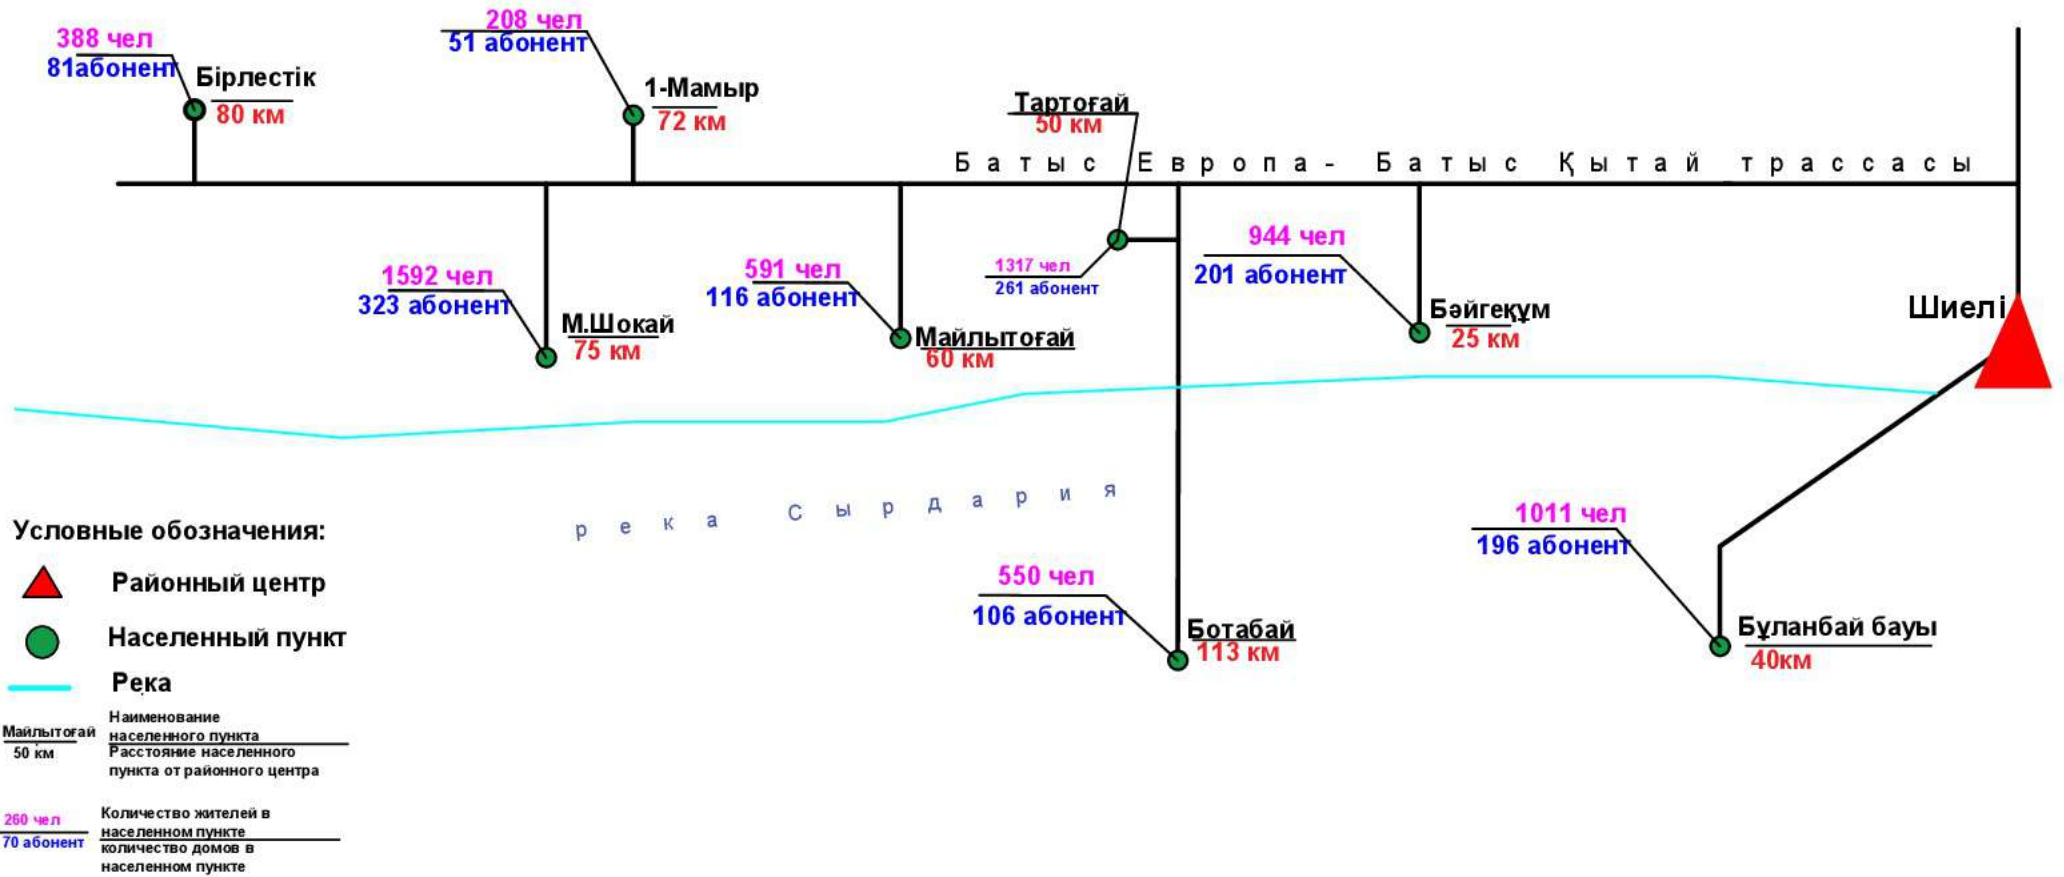 388 чел
81абонент
Бірлестік
80 км
208 чел
51 абонент
1-Мамыр
72 км
Тартоғай
50 км
Батыс Европа- Батыс Қытай трассасы
1592 чел
323 абонент
М.Шокай
75 км
591 чел
116 абонент
Майлытоғай
60 км
1317 чел
261 абонент
944 чел
201 абонент
Бәйгеқұм
25 км
Шиелі
река Сырдария
550 чел
106 абонент
Ботабай
113 км
1011 чел
196 абонент
Бұланбай бауы
40км
Условные обозначения:
Районный центр
Населенный пункт
Река
Майлытоғай
50 км
Наименование
населенного пункта
Расстояние населенного
пункта от районного центра
260 чел
70 абонент
Количество жителей в
населенном пункте
количество домов в
населенном пункте